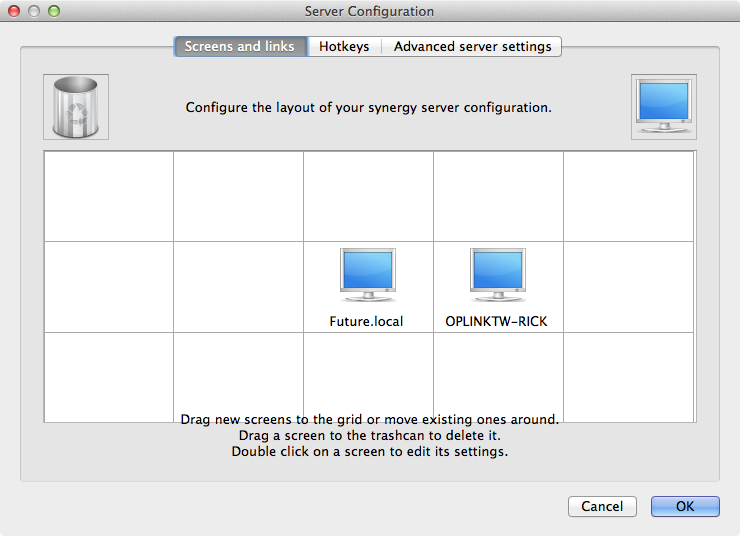 Server Configuration
Screens and links
Hotkeys
Advanced server settings
Configure the layout of your synergy server configuration.
Future.local
OPLINKTW-RICK
Drag new screens to the grid or move existing ones around.
Drag a screen to the trashcan to delete it.
Double click on a screen to edit its settings.
Cancel
OK